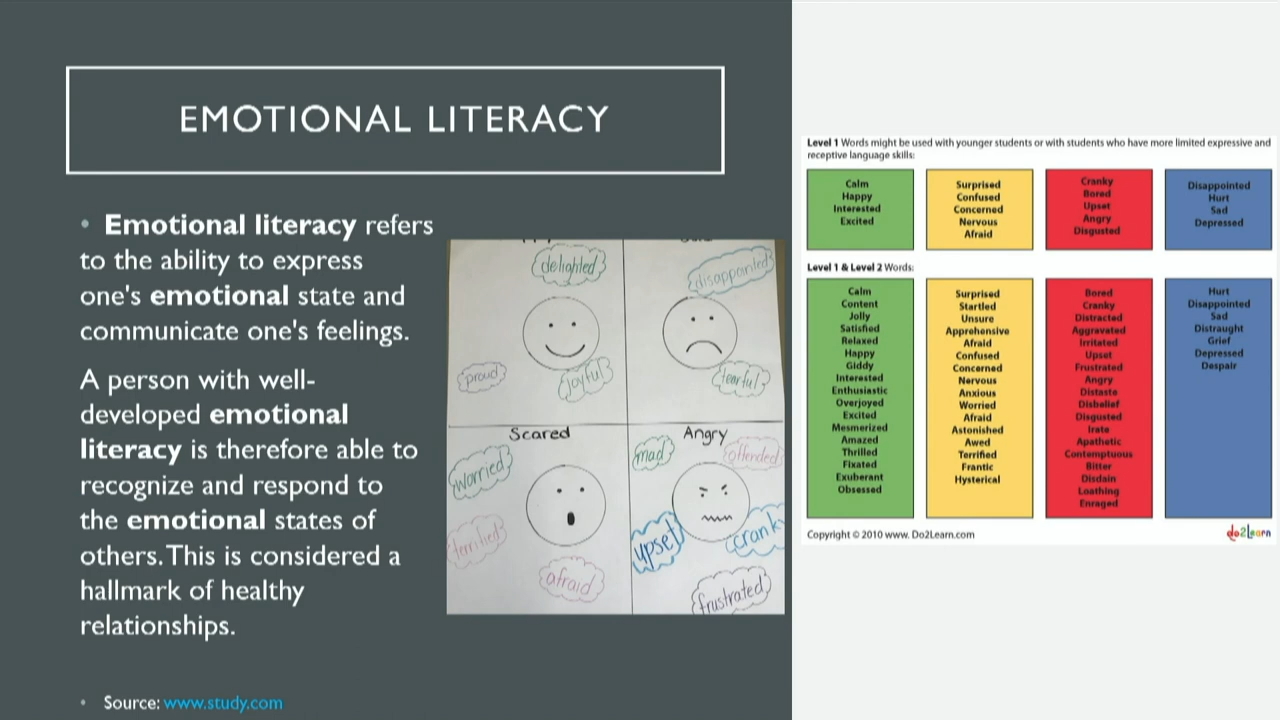 EMOTIONAL LITERACY
• Emotional literacy refers
to the ability to express
one's emotional state and
communicate one's feelings.
A person with well-
developed emotional
literacy is therefore able to
recognize and respond to
the emotional states of
others. This is considered a
hallmark of healthy
relationships.
• Source: www.study.com
delighted
proud
joyful
disappointed
tearful
Scared
worried
terrified
afraid
Angry
mad
offended
upset
cranky
frustrated
Level 1 Words might be used with younger students or with students who have more limited expressive and
receptive language skills:
Calm
Happy
Interested
Excited
Surprised
Confused
Concerned
Nervous
Afraid
Cranky
Bored
Upset
Angry
Disgusted
Disappointed
Hurt
Sad
Depressed
Level 1 & Level 2 Words:
Calm
Content
Jolly
Satisfied
Relaxed
Happy
Giddy
Interested
Enthusiastic
Overjoyed
Excited
Mesmerized
Amazed
Thrilled
Fixated
Exuberant
Obsessed
Surprised
Startled
Unsure
Apprehensive
Afraid
Confused
Concerned
Nervous
Anxious
Worried
Afraid
Astonished
Awed
Terrified
Frantic
Hysterical
Bored
Cranky
Distracted
Aggravated
Irritated
Upset
Frustrated
Angry
Distaste
Disbelief
Disgusted
Irate
Apathetic
Contemptuous
Bitter
Disdain
Loathing
Enraged
Hurt
Disappointed
Sad
Distraught
Grief
Depressed
Despair
Copyright © 2010 www. Do2Learn.com
do2Learn